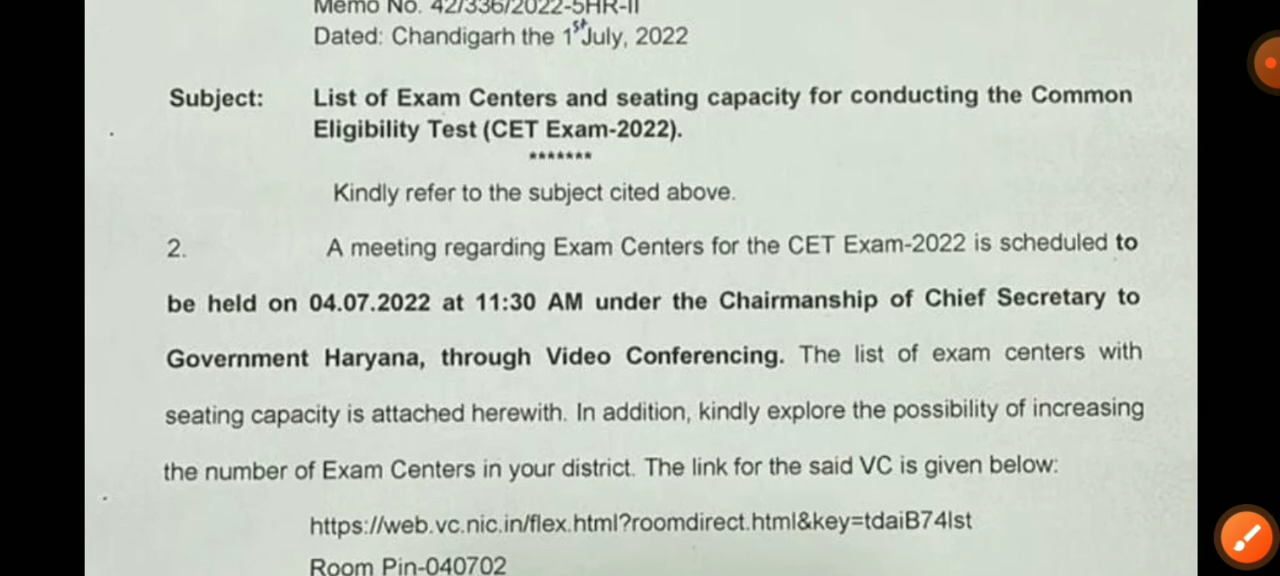 Memo No. 42/336/2022-5HR-II
Dated: Chandigarh the 1st July, 2022
Subject: List of Exam Centers and seating capacity for conducting the Common
Eligibility Test (CET Exam-2022).
*******
Kindly refer to the subject cited above.
2. A meeting regarding Exam Centers for the CET Exam-2022 is scheduled to
be held on 04.07.2022 at 11:30 AM under the Chairmanship of Chief Secretary to
Government Haryana, through Video Conferencing. The list of exam centers with
seating capacity is attached herewith. In addition, kindly explore the possibility of increasing
the number of Exam Centers in your district. The link for the said VC is given below:
https://web.vc.nic.in/flex.html?roomdirect.html&key=tdaiB74lst
Room Pin-040702